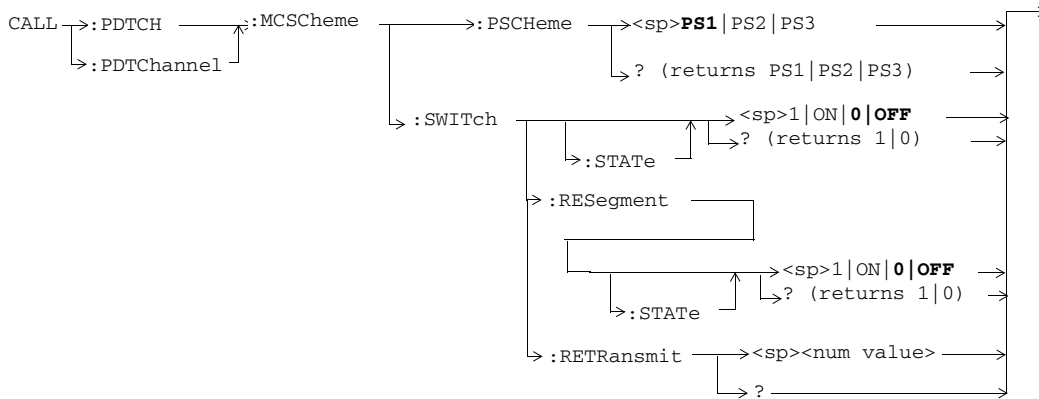 CALL :PDTCH :MCSCheme :PSCHeme <sp>PS1|PS2|PS3
:PDTChannel
? (returns PS1|PS2|PS3)
:SWITch <sp>1|ON|0|OFF
? (returns 1|0)
:STATe
:RESegment
<sp>1|ON|0|OFF
? (returns 1|0)
:STATe
:RETRansmit <sp><num value>
?